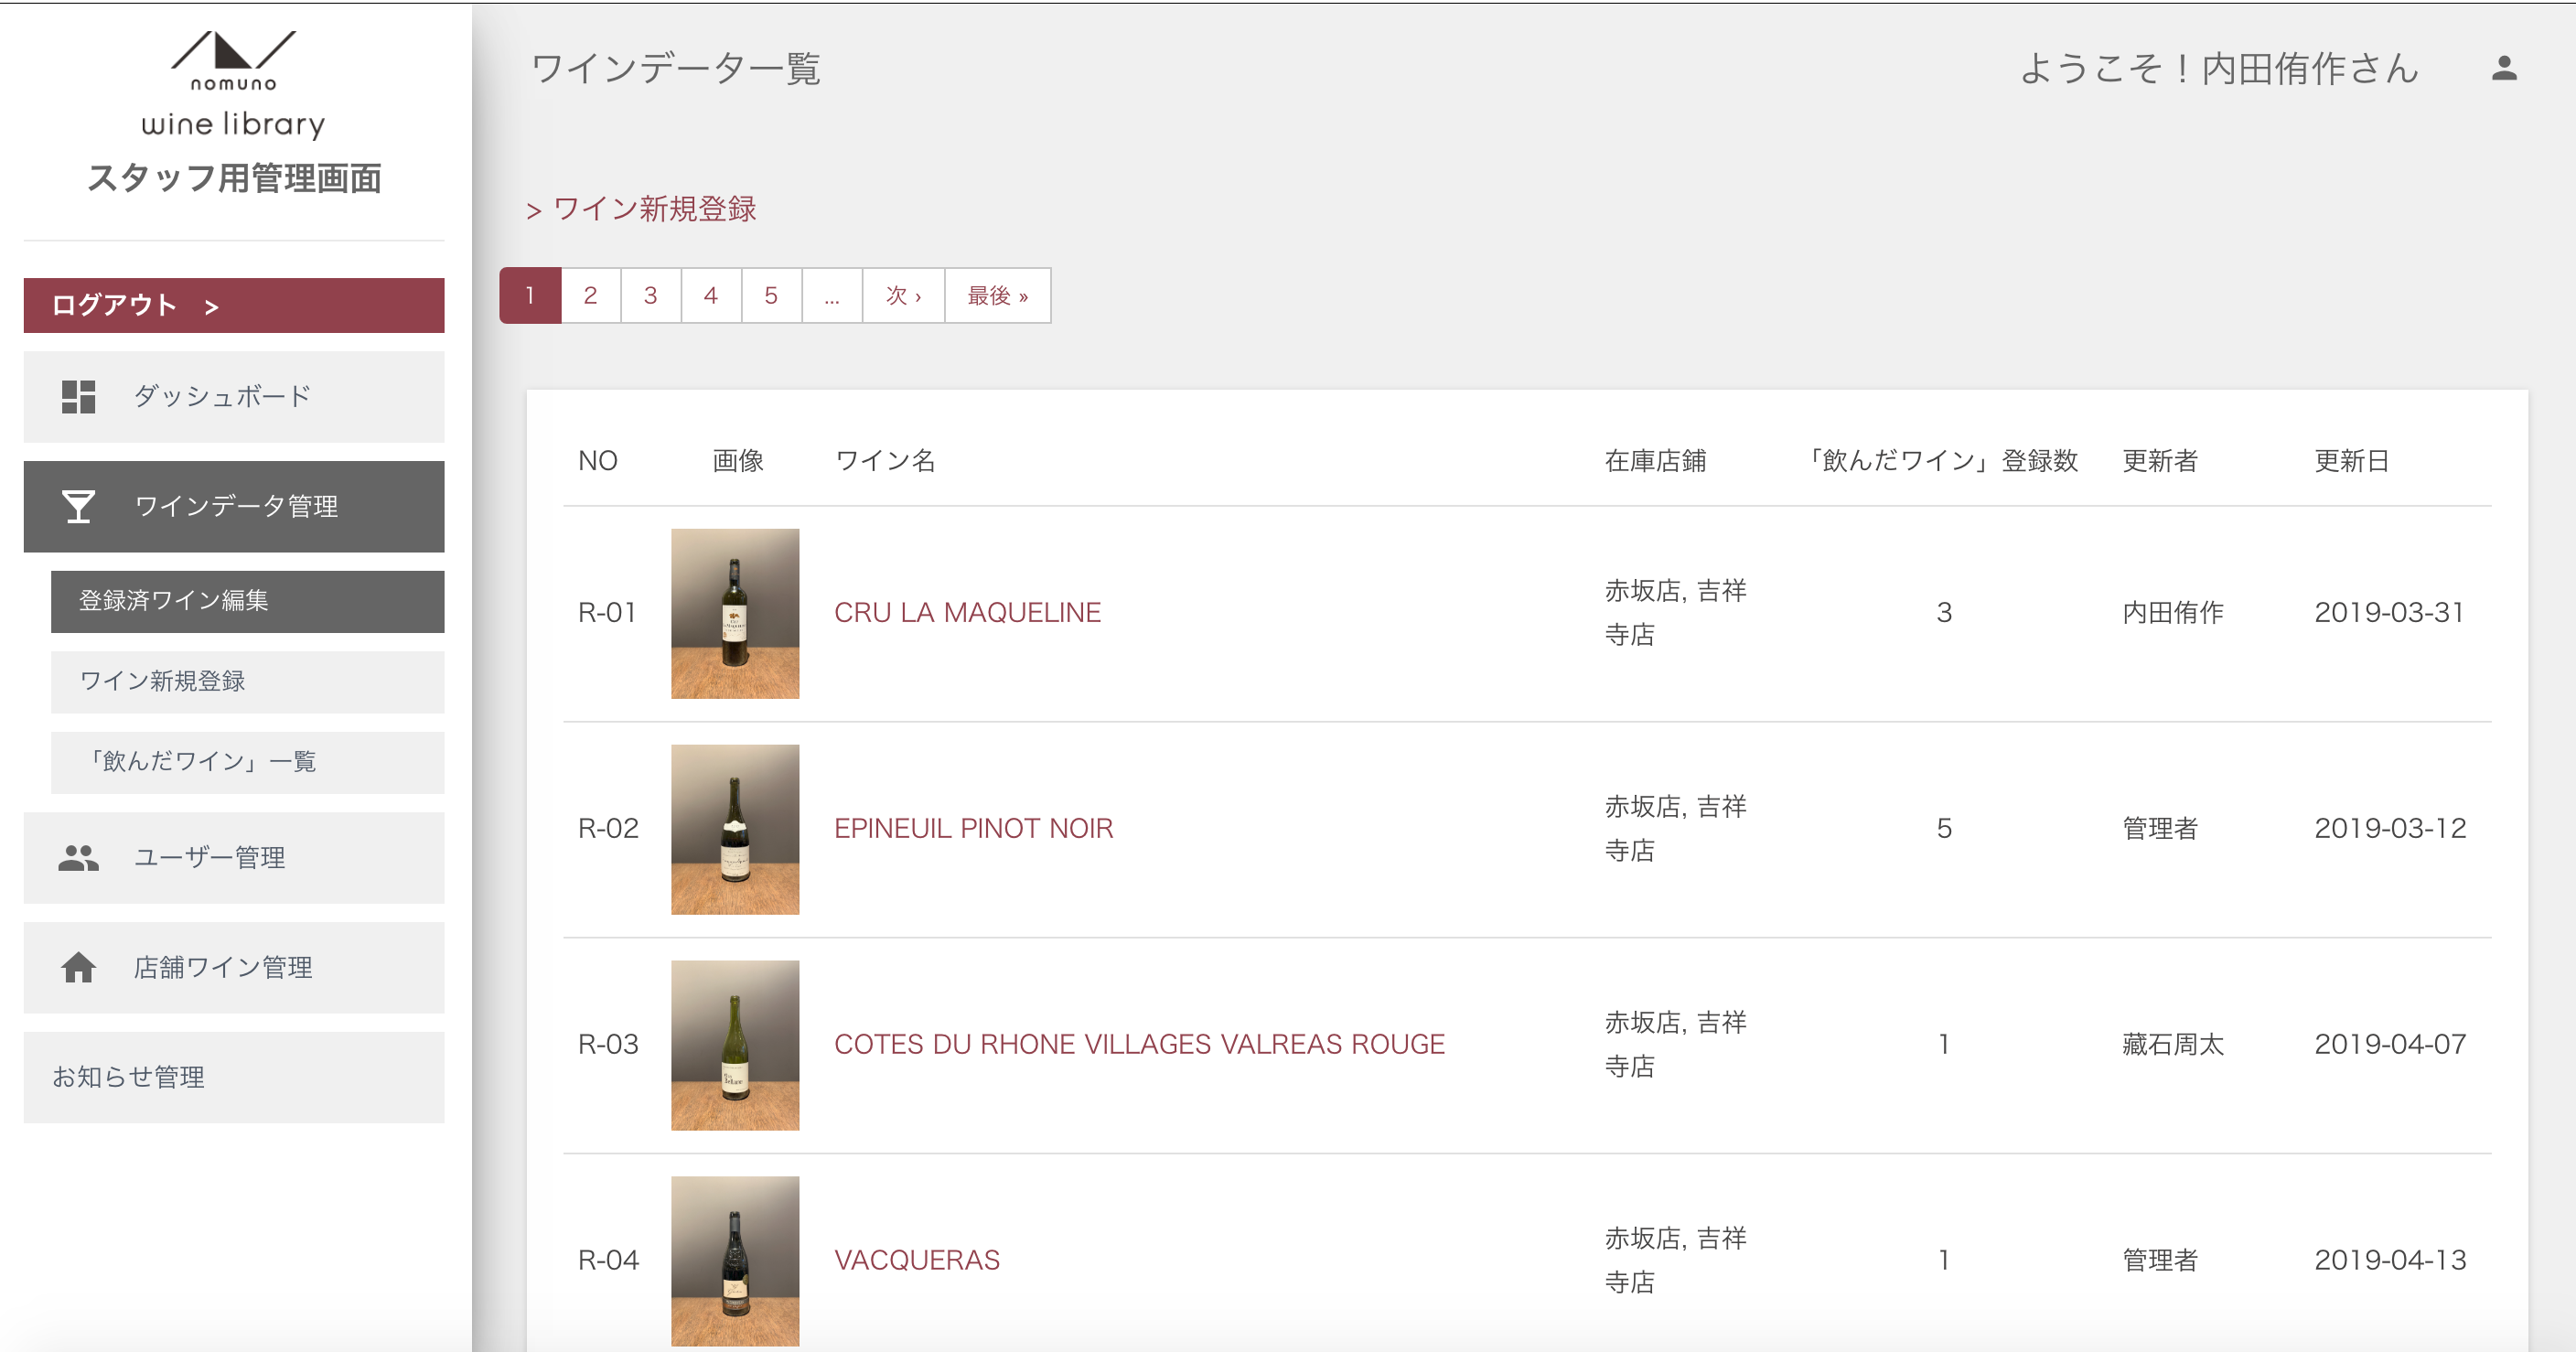 nomuno
wine library
スタッフ用管理画面
ログアウト >
ダッシュボード
ワインデータ管理
登録済ワイン編集
ワイン新規登録
「飲んだワイン」一覧
ユーザー管理
店舗ワイン管理
お知らせ管理
ワインデータ一覧
ようこそ！内田侑作さん
> ワイン新規登録
1 2 3 4 5 ... 次 › 最後 »
NO 画像 ワイン名 在庫店舗 「飲んだワイン」登録数 更新者 更新日
R-01 CRU LA MAQUELINE 赤坂店, 吉祥 3 内田侑作 2019-03-31
寺店
R-02 EPINEUIL PINOT NOIR 赤坂店, 吉祥 5 管理者 2019-03-12
寺店
R-03 COTES DU RHONE VILLAGES VALREAS ROUGE 赤坂店, 吉祥 1 藏石周太 2019-04-07
寺店
R-04 VACQUERAS 赤坂店, 吉祥 1 管理者 2019-04-13
寺店